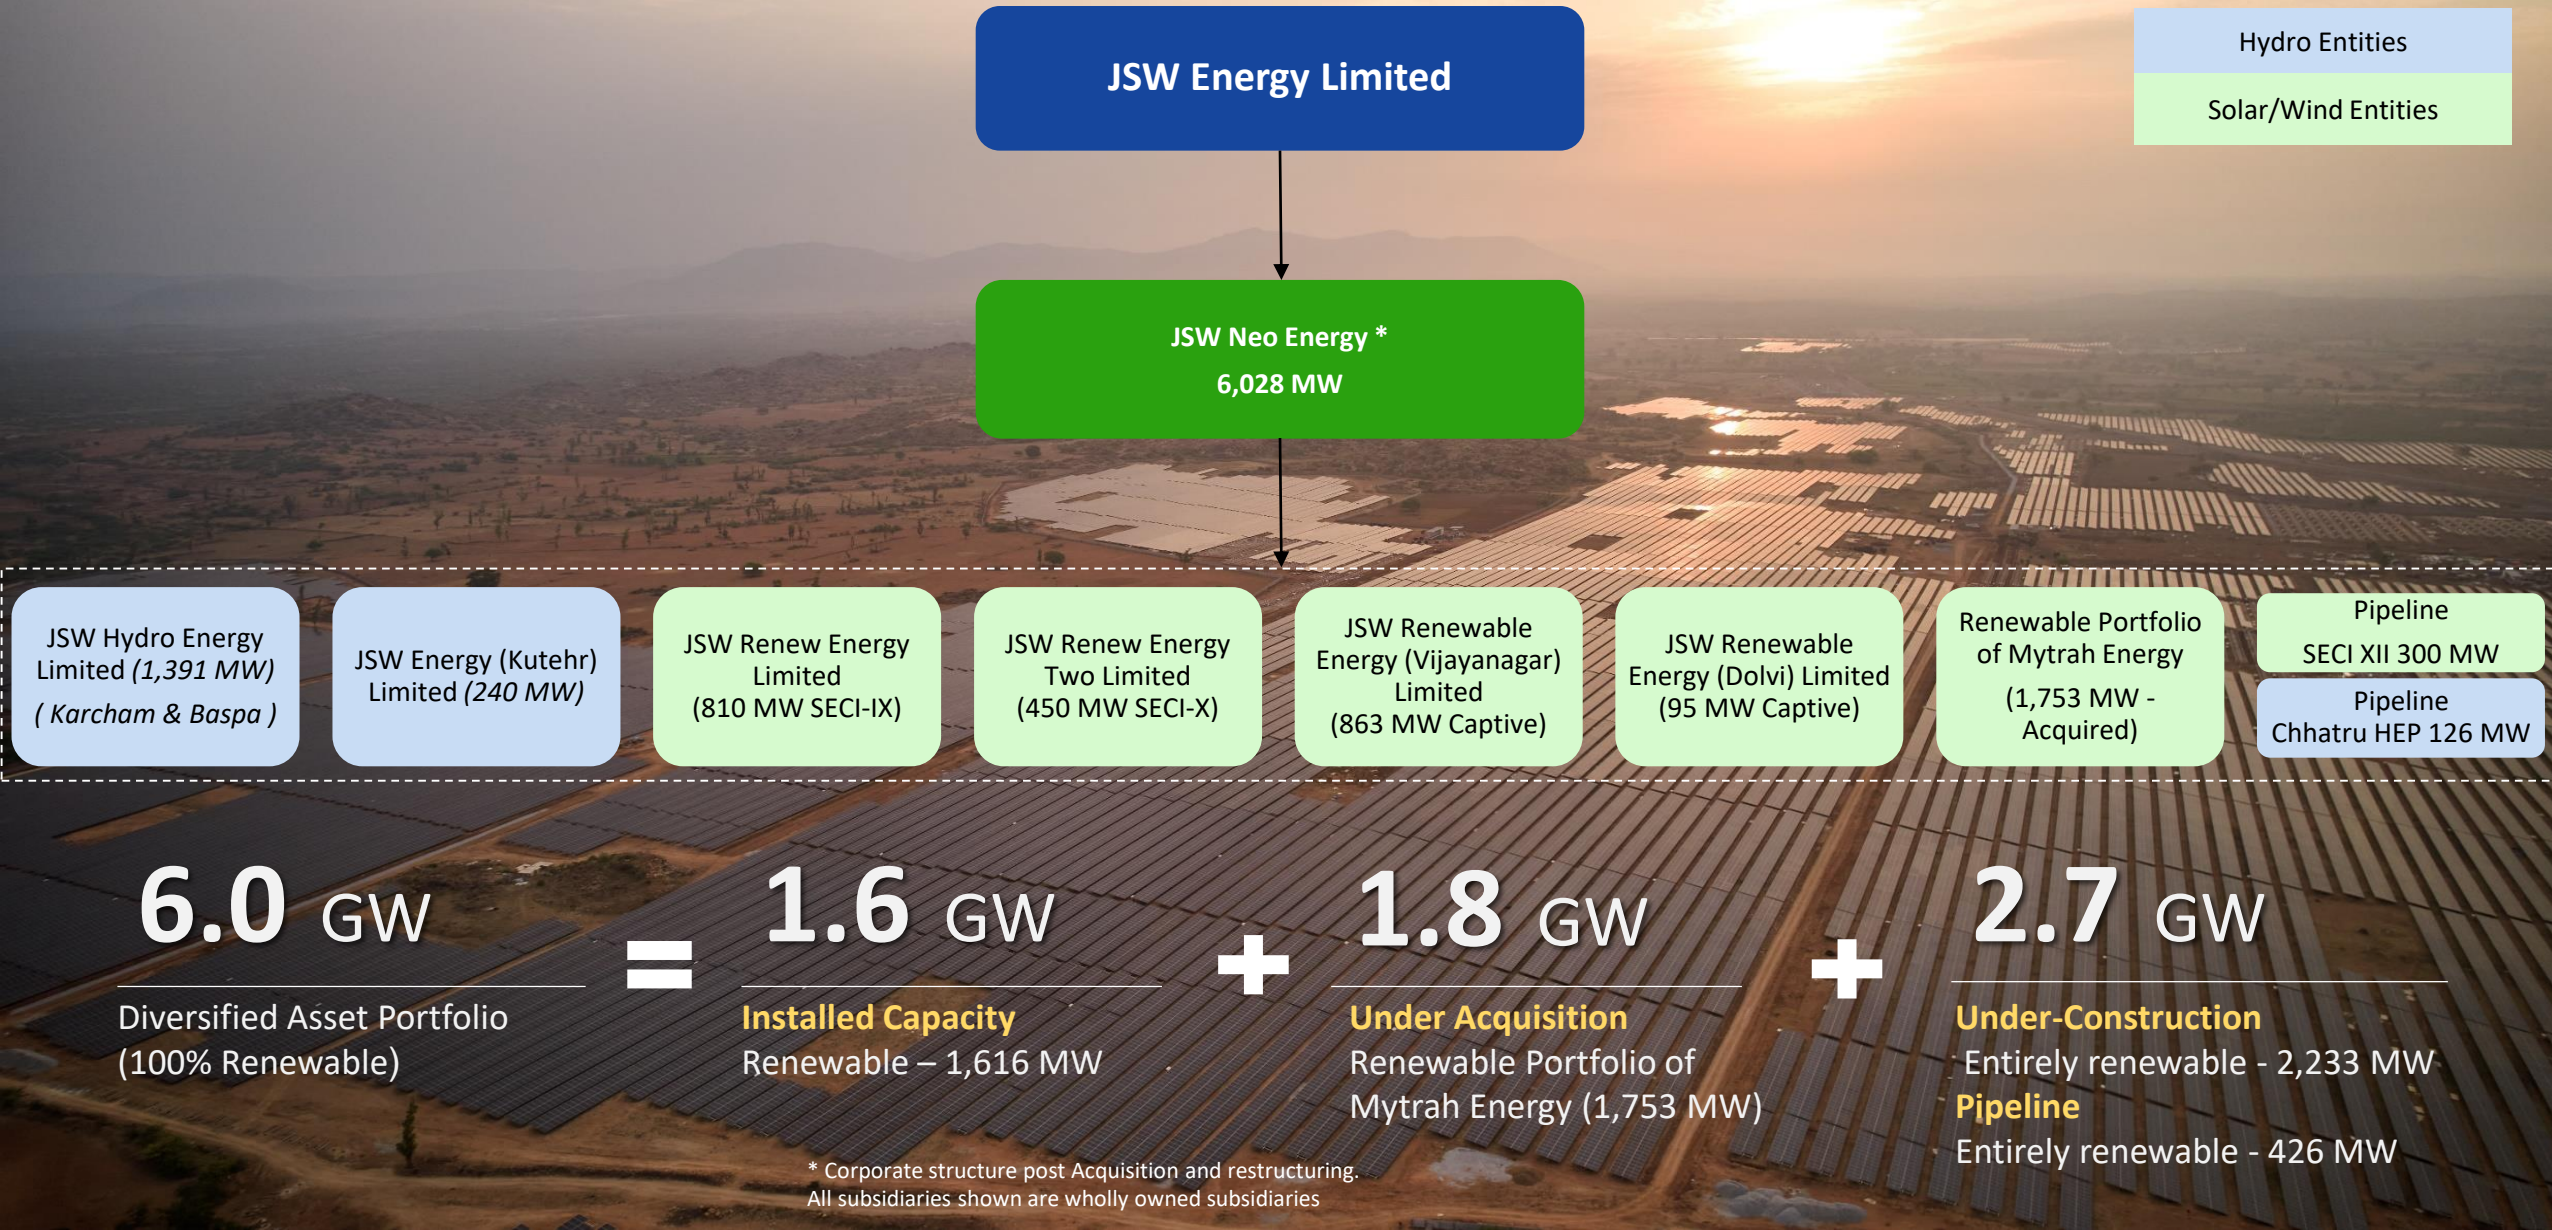 JSW Energy Limited
Hydro Entities
Solar/Wind Entities
JSW Neo Energy *
6,028 MW
JSW Hydro Energy
Limited (1,391 MW)
( Karcham & Baspa )
JSW Energy (Kutehr)
Limited (240 MW)
JSW Renew Energy
Limited
(810 MW SECI-IX)
JSW Renew Energy
Two Limited
(450 MW SECI-X)
JSW Renewable
Energy (Vijayanagar)
Limited
(863 MW Captive)
JSW Renewable
Energy (Dolvi) Limited
(95 MW Captive)
Renewable Portfolio
of Mytrah Energy
(1,753 MW -
Acquired)
Pipeline
SECI XII 300 MW
Pipeline
Chhatru HEP 126 MW
6.0 GW
Diversified Asset Portfolio
(100% Renewable)
=
1.6 GW
Installed Capacity
Renewable – 1,616 MW
+
1.8 GW
Under Acquisition
Renewable Portfolio of
Mytrah Energy (1,753 MW)
+
2.7 GW
Under-Construction
Entirely renewable - 2,233 MW
Pipeline
Entirely renewable - 426 MW
* Corporate structure post Acquisition and restructuring.
All subsidiaries shown are wholly owned subsidiaries